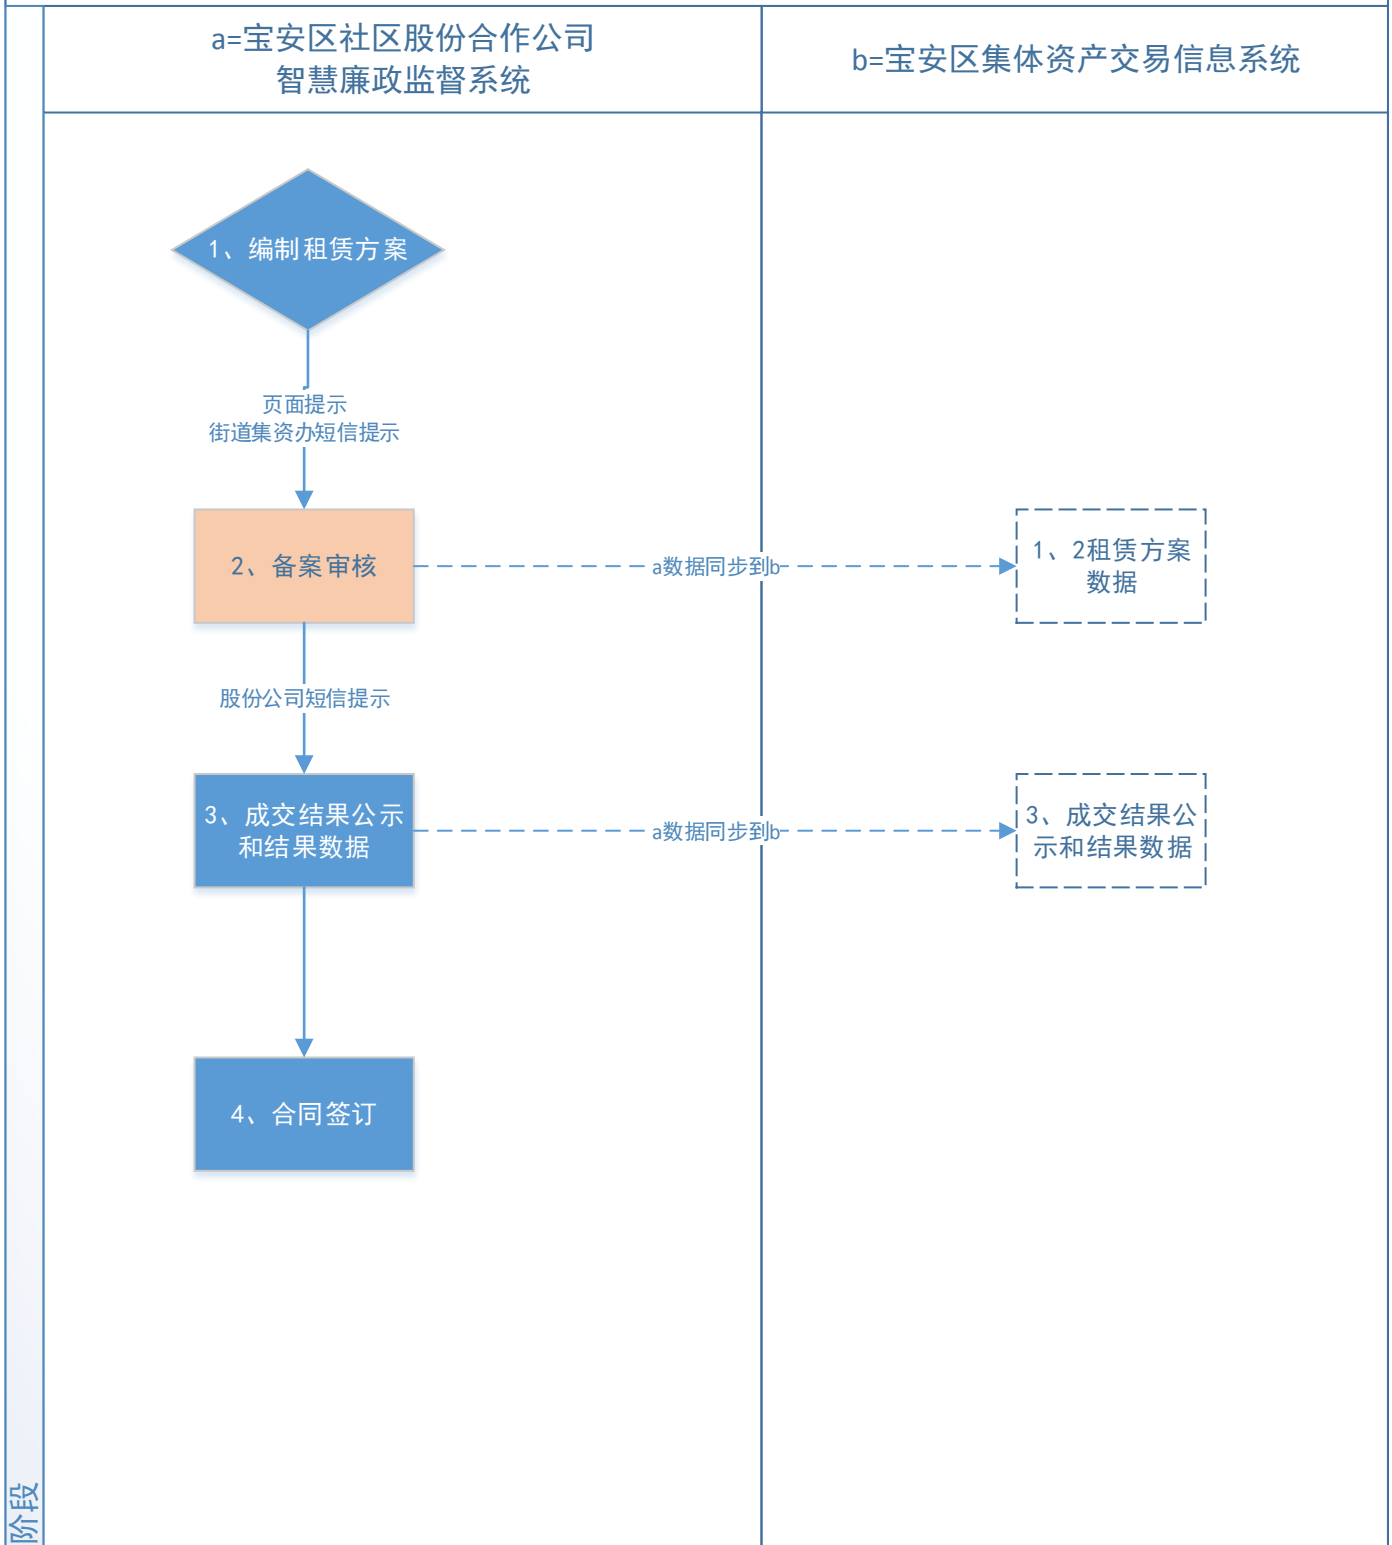 a=宝安区社区股份合作公司
智慧廉政监督系统
b=宝安区集体资产交易信息系统
1、编制租赁方案
页面提示
街道集资办短信提示
2、备案审核
a数据同步到b
1、2租赁方案
数据
股份公司短信提示
3、成交结果公示
和结果数据
a数据同步到b
3、成交结果公
示和结果数据
4、合同签订
阶段